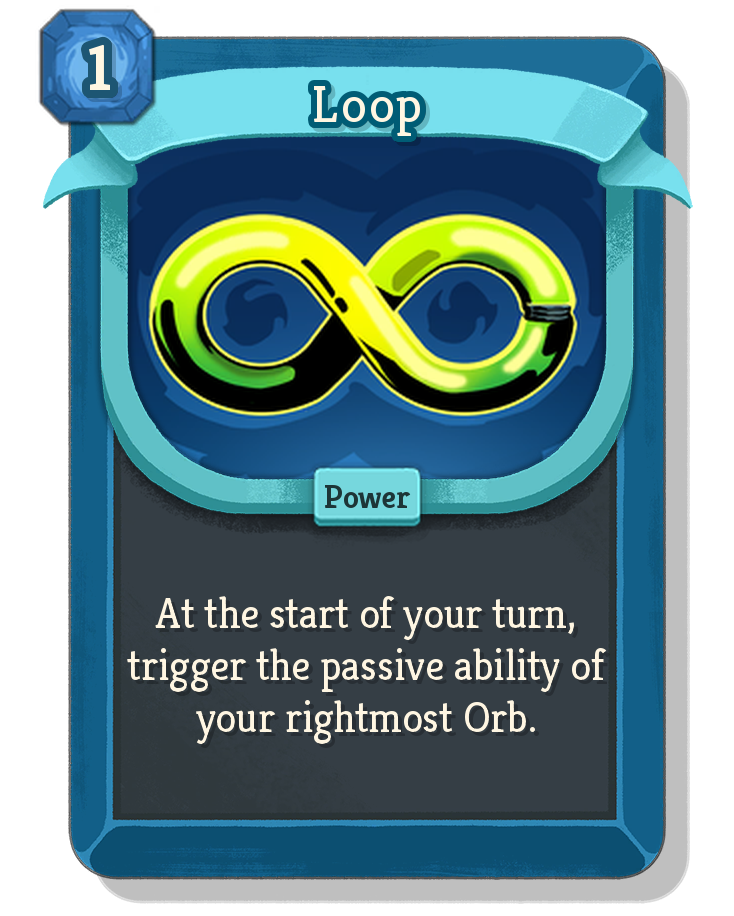 1
Loop
Power
At the start of your turn,
trigger the passive ability of
your rightmost Orb.